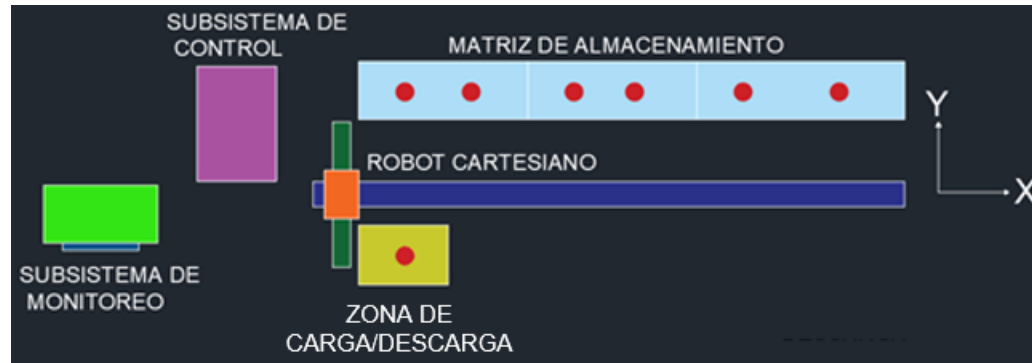 SUBSISTEMA DE
CONTROL
MATRIZ DE ALMACENAMIENTO
Y
ROBOT CARTESIANO
X
SUBSISTEMA DE
MONITOREO
ZONA DE
CARGA/DESCARGA